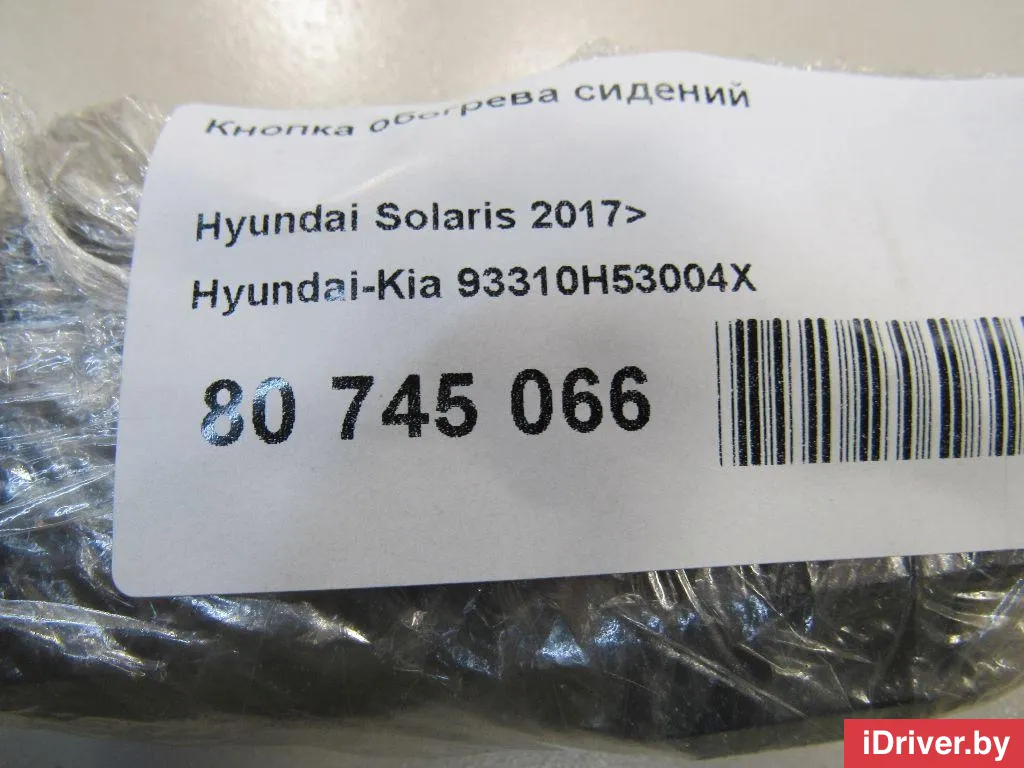 Кнопка обогрева сидений
Hyundai Solaris 2017>
Hyundai-Kia 93310H53004X
80 745 066
iDriver.by